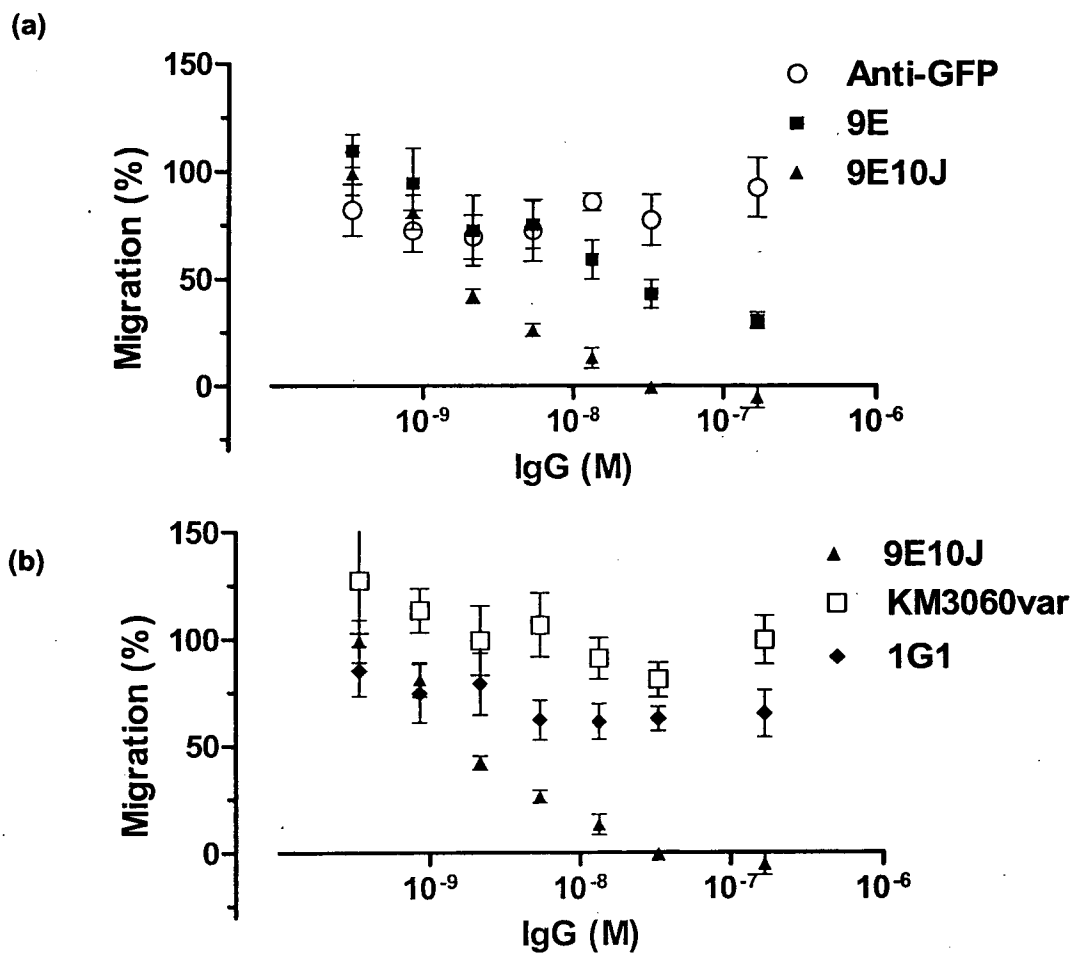 (a)
150
100
50
0
Migration (%)
Anti-GFP
9E
9E10J
10-9
10-8
10-7
10-6
IgG (M)
(b)
150
100
50
0
Migration (%)
9E10J
KM3060var
1G1
10-9
10-8
10-7
10-6
IgG (M)